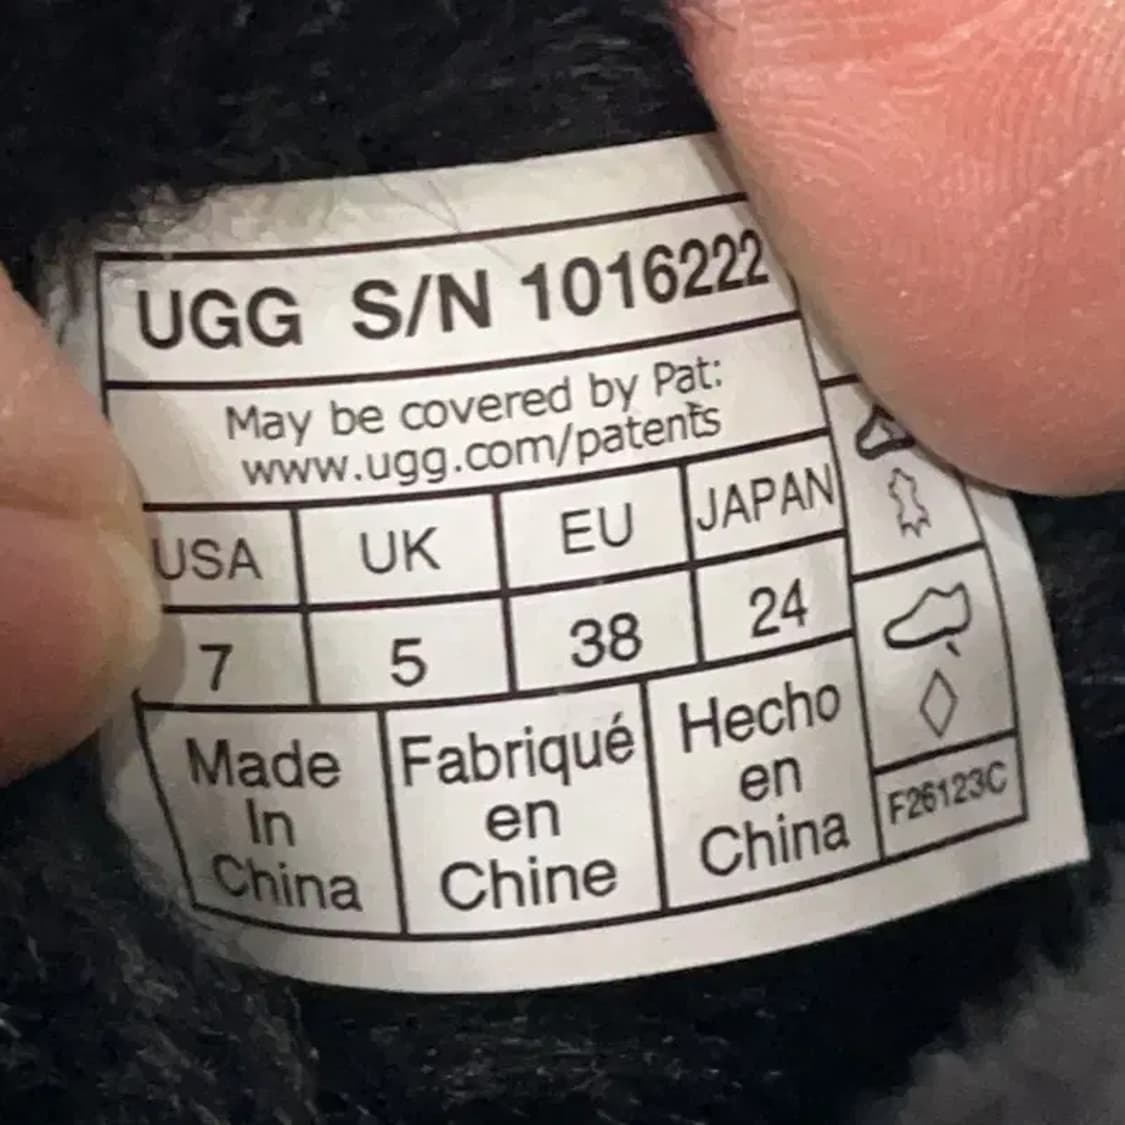 UGG S/N 1016222
May be covered by Pat:
www.ugg.com/patents
USA UK EU JAPAN
7 5 38 24
Made
In
China
Fabriqué
en
Chine
Hecho
en
China
F26123C